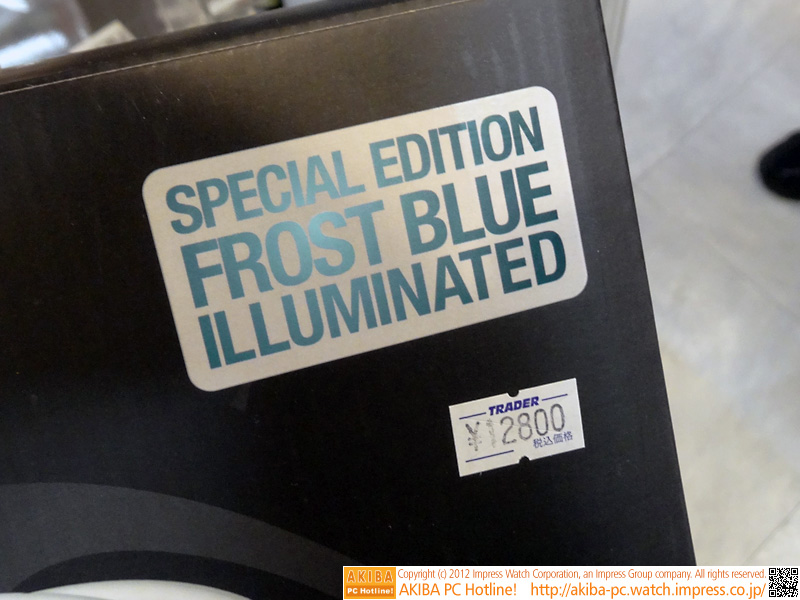 SPECIAL EDITION
FROST BLUE
ILLUMINATED
TRADER
¥12800
税込価格
AKIBA
PC Hotline!
Copyright (c) 2012 Impress Watch Corporation, an Impress Group company. All rights reserved.
AKIBA PC Hotline! http://akiba-pc.watch.impress.co.jp/